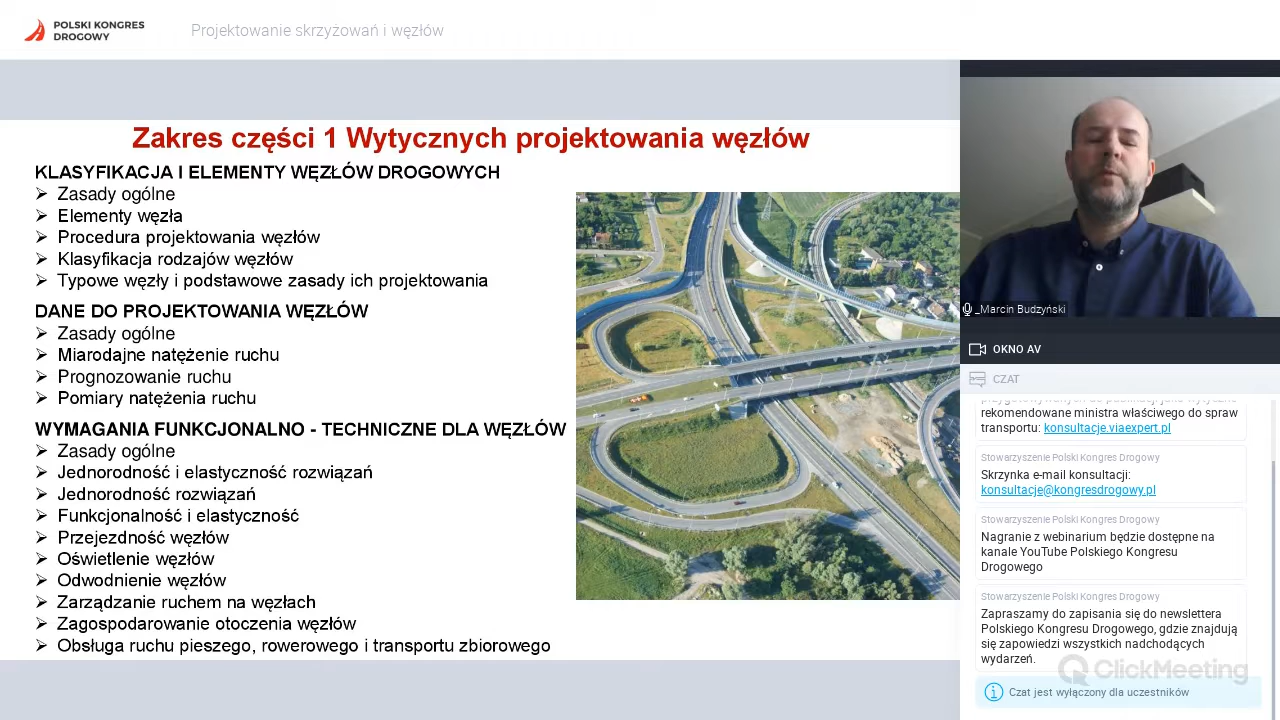 POLSKI KONGRES
DROGOWY
Projektowanie skrzyżowań i węzłów
Zakres części 1 Wytycznych projektowania węzłów
KLASYFIKACJA I ELEMENTY WĘZŁÓW DROGOWYCH
Zasady ogólne
Elementy węzła
Procedura projektowania węzłów
Klasyfikacja rodzajów węzłów
Typowe węzły i podstawowe zasady ich projektowania
DANE DO PROJEKTOWANIA WĘZŁÓW
Zasady ogólne
Miarodajne natężenie ruchu
Prognozowanie ruchu
Pomiary natężenia ruchu
WYMAGANIA FUNKCJONALNO - TECHNICZNE DLA WĘZŁÓW
Zasady ogólne
Jednorodność i elastyczność rozwiązań
Jednorodność rozwiązań
Funkcjonalność i elastyczność
Przejezdność węzłów
Oświetlenie węzłów
Odwodnienie węzłów
Zarządzanie ruchem na węzłach
Zagospodarowanie otoczenia węzłów
Obsługa ruchu pieszego, rowerowego i transportu zbiorowego
_Marcin Budzyński
OKNO AV
CZAT
rekomendowane ministra właściwego do spraw
transportu: konsultacje.viaexpert.pl
Stowarzyszenie Polski Kongres Drogowy
Skrzynka e-mail konsultacji:
konsultacje@kongresdrogowy.pl
Stowarzyszenie Polski Kongres Drogowy
Nagranie z webinarium będzie dostępne na
kanale YouTube Polskiego Kongresu
Drogowego
Stowarzyszenie Polski Kongres Drogowy
Zapraszamy do zapisania się do newslettera
Polskiego Kongresu Drogowego, gdzie znajdują
się zapowiedzi wszystkich nadchodzących
wydarzeń.
ClickMeeting
Czat jest wyłączony dla uczestników